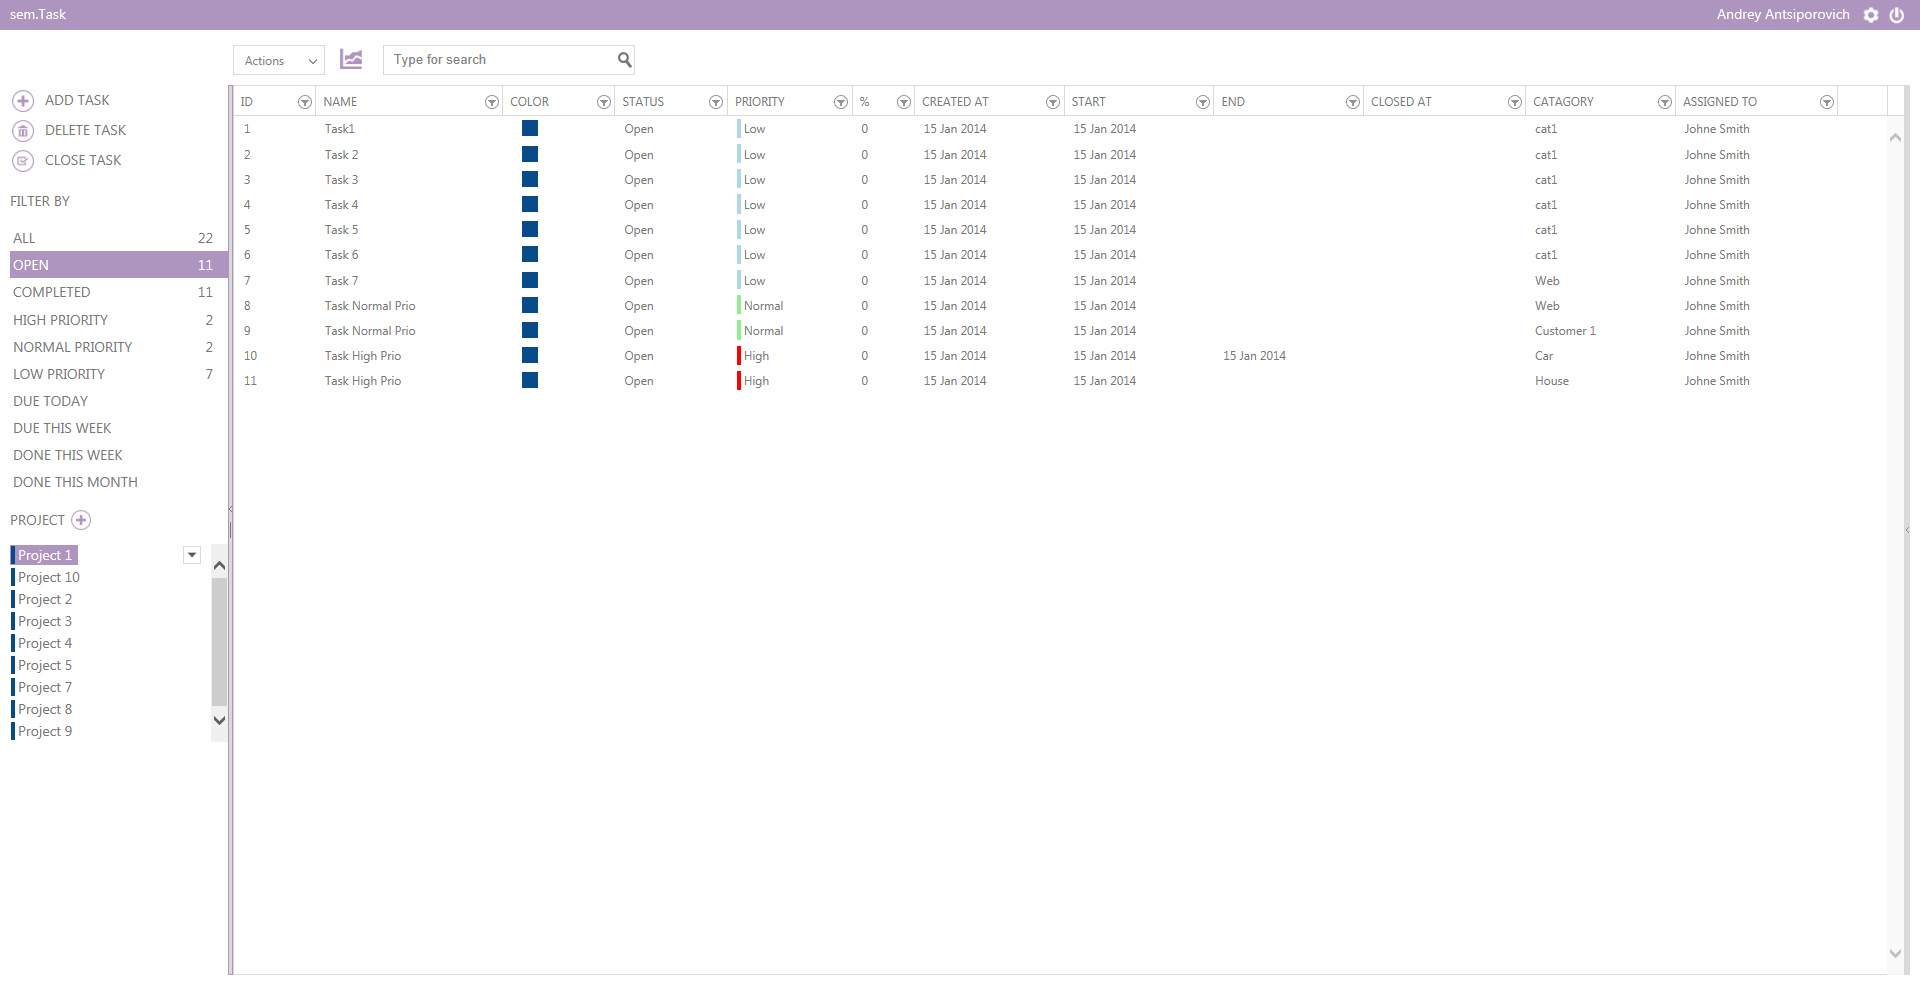 sem.Task
Andrey Antsiporovich
Actions
Type for search
ADD TASK
DELETE TASK
CLOSE TASK
FILTER BY
ALL 22
OPEN 11
COMPLETED 11
HIGH PRIORITY 2
NORMAL PRIORITY 2
LOW PRIORITY 7
DUE TODAY
DUE THIS WEEK
DONE THIS WEEK
DONE THIS MONTH
PROJECT
Project 1
Project 10
Project 2
Project 3
Project 4
Project 5
Project 7
Project 8
Project 9
ID NAME COLOR STATUS PRIORITY % CREATED AT START END CLOSED AT CATAGORY ASSIGNED TO
1 Task1 Open Low 0 15 Jan 2014 15 Jan 2014 cat1 Johne Smith
2 Task 2 Open Low 0 15 Jan 2014 15 Jan 2014 cat1 Johne Smith
3 Task 3 Open Low 0 15 Jan 2014 15 Jan 2014 cat1 Johne Smith
4 Task 4 Open Low 0 15 Jan 2014 15 Jan 2014 cat1 Johne Smith
5 Task 5 Open Low 0 15 Jan 2014 15 Jan 2014 cat1 Johne Smith
6 Task 6 Open Low 0 15 Jan 2014 15 Jan 2014 cat1 Johne Smith
7 Task 7 Open Low 0 15 Jan 2014 15 Jan 2014 Web Johne Smith
8 Task Normal Prio Open Normal 0 15 Jan 2014 15 Jan 2014 Web Johne Smith
9 Task Normal Prio Open Normal 0 15 Jan 2014 15 Jan 2014 Customer 1 Johne Smith
10 Task High Prio Open High 0 15 Jan 2014 15 Jan 2014 15 Jan 2014 Car Johne Smith
11 Task High Prio Open High 0 15 Jan 2014 15 Jan 2014 House Johne Smith